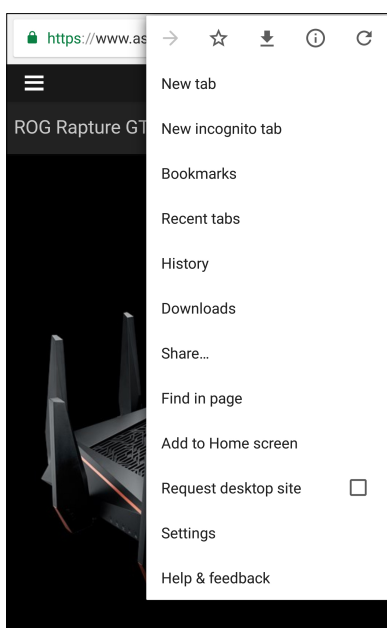 https://www.as
ROG Rapture GT
New tab
New incognito tab
Bookmarks
Recent tabs
History
Downloads
Share...
Find in page
Add to Home screen
Request desktop site
Settings
Help & feedback